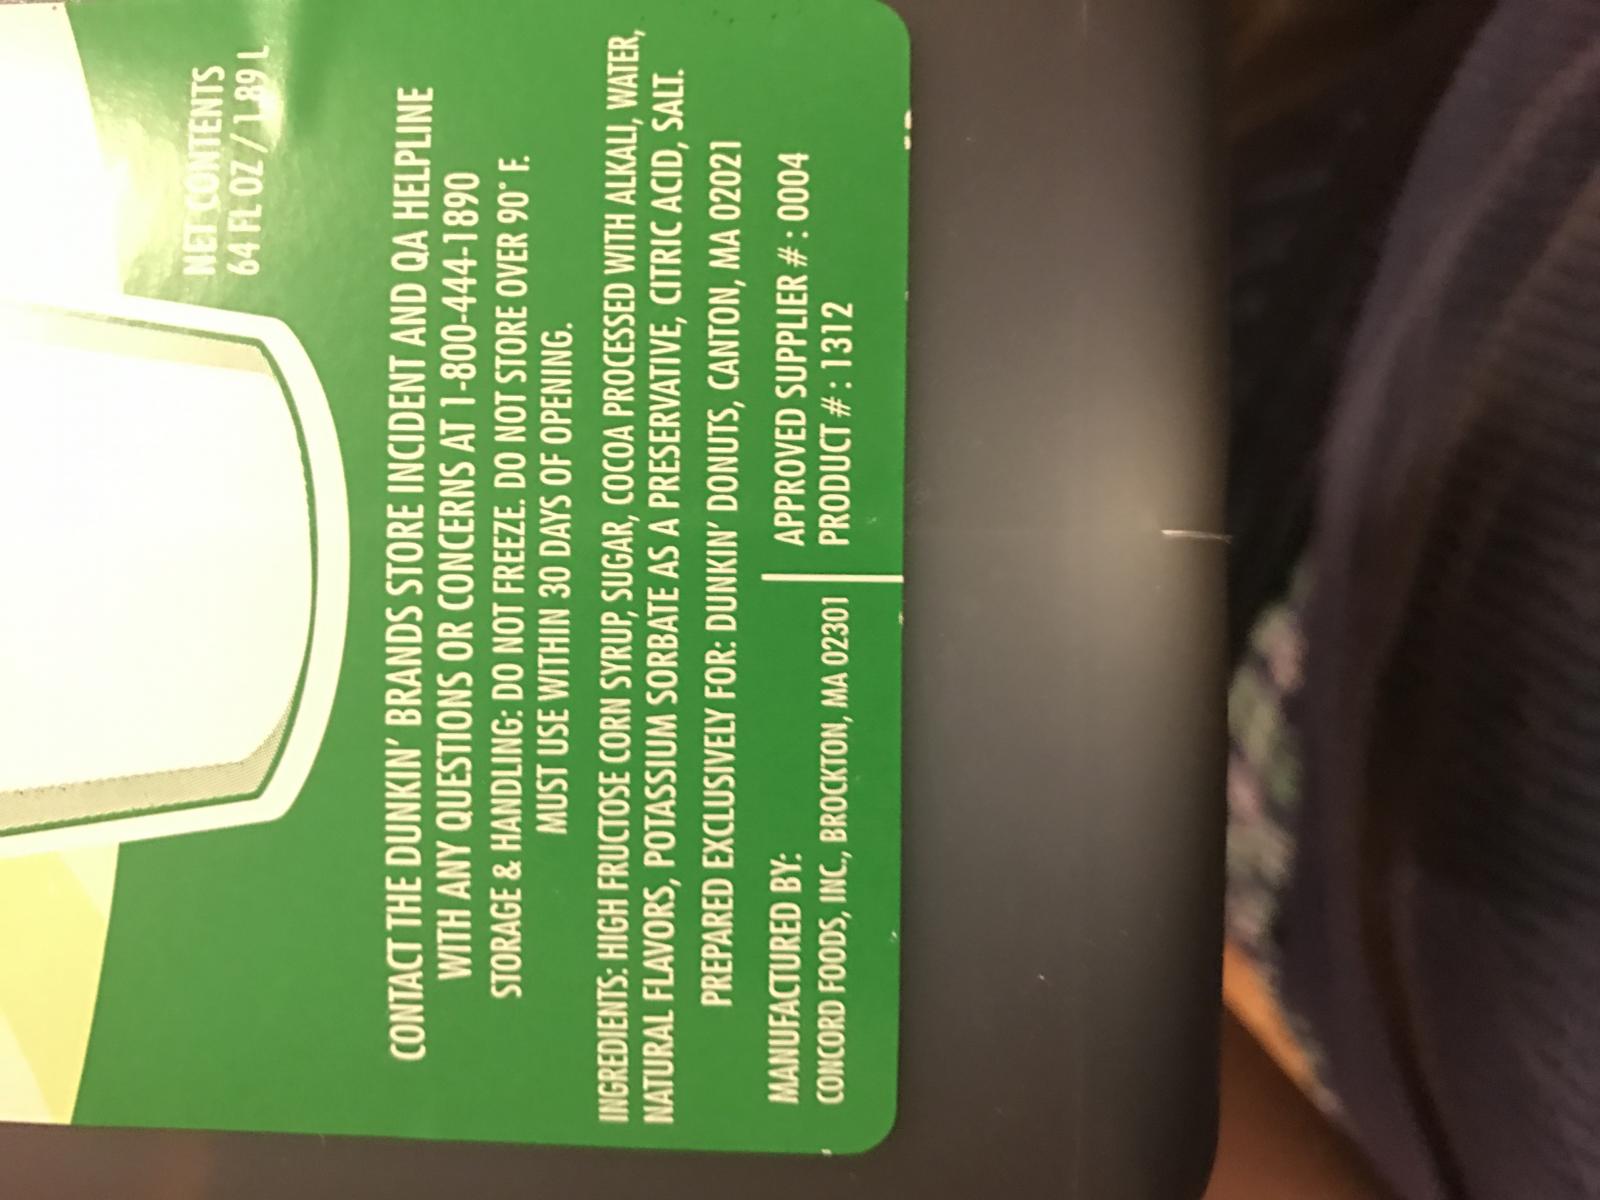 NET CONTENTS
64 FL OZ / 1.89 L
CONTACT THE DUNKIN' BRANDS STORE INCIDENT AND QA HELPLINE
WITH ANY QUESTIONS OR CONCERNS AT 1-800-444-1890
STORAGE & HANDLING: DO NOT FREEZE. DO NOT STORE OVER 90° F.
MUST USE WITHIN 30 DAYS OF OPENING.
INGREDIENTS: HIGH FRUCTOSE CORN SYRUP, SUGAR, COCOA PROCESSED WITH ALKALI, WATER,
NATURAL FLAVORS, POTASSIUM SORBATE AS A PRESERVATIVE, CITRIC ACID, SALT.
PREPARED EXCLUSIVELY FOR: DUNKIN' DONUTS, CANTON, MA 02021
MANUFACTURED BY:
CONCORD FOODS, INC., BROCKTON, MA 02301
APPROVED SUPPLIER # : 0004
PRODUCT # : 1312